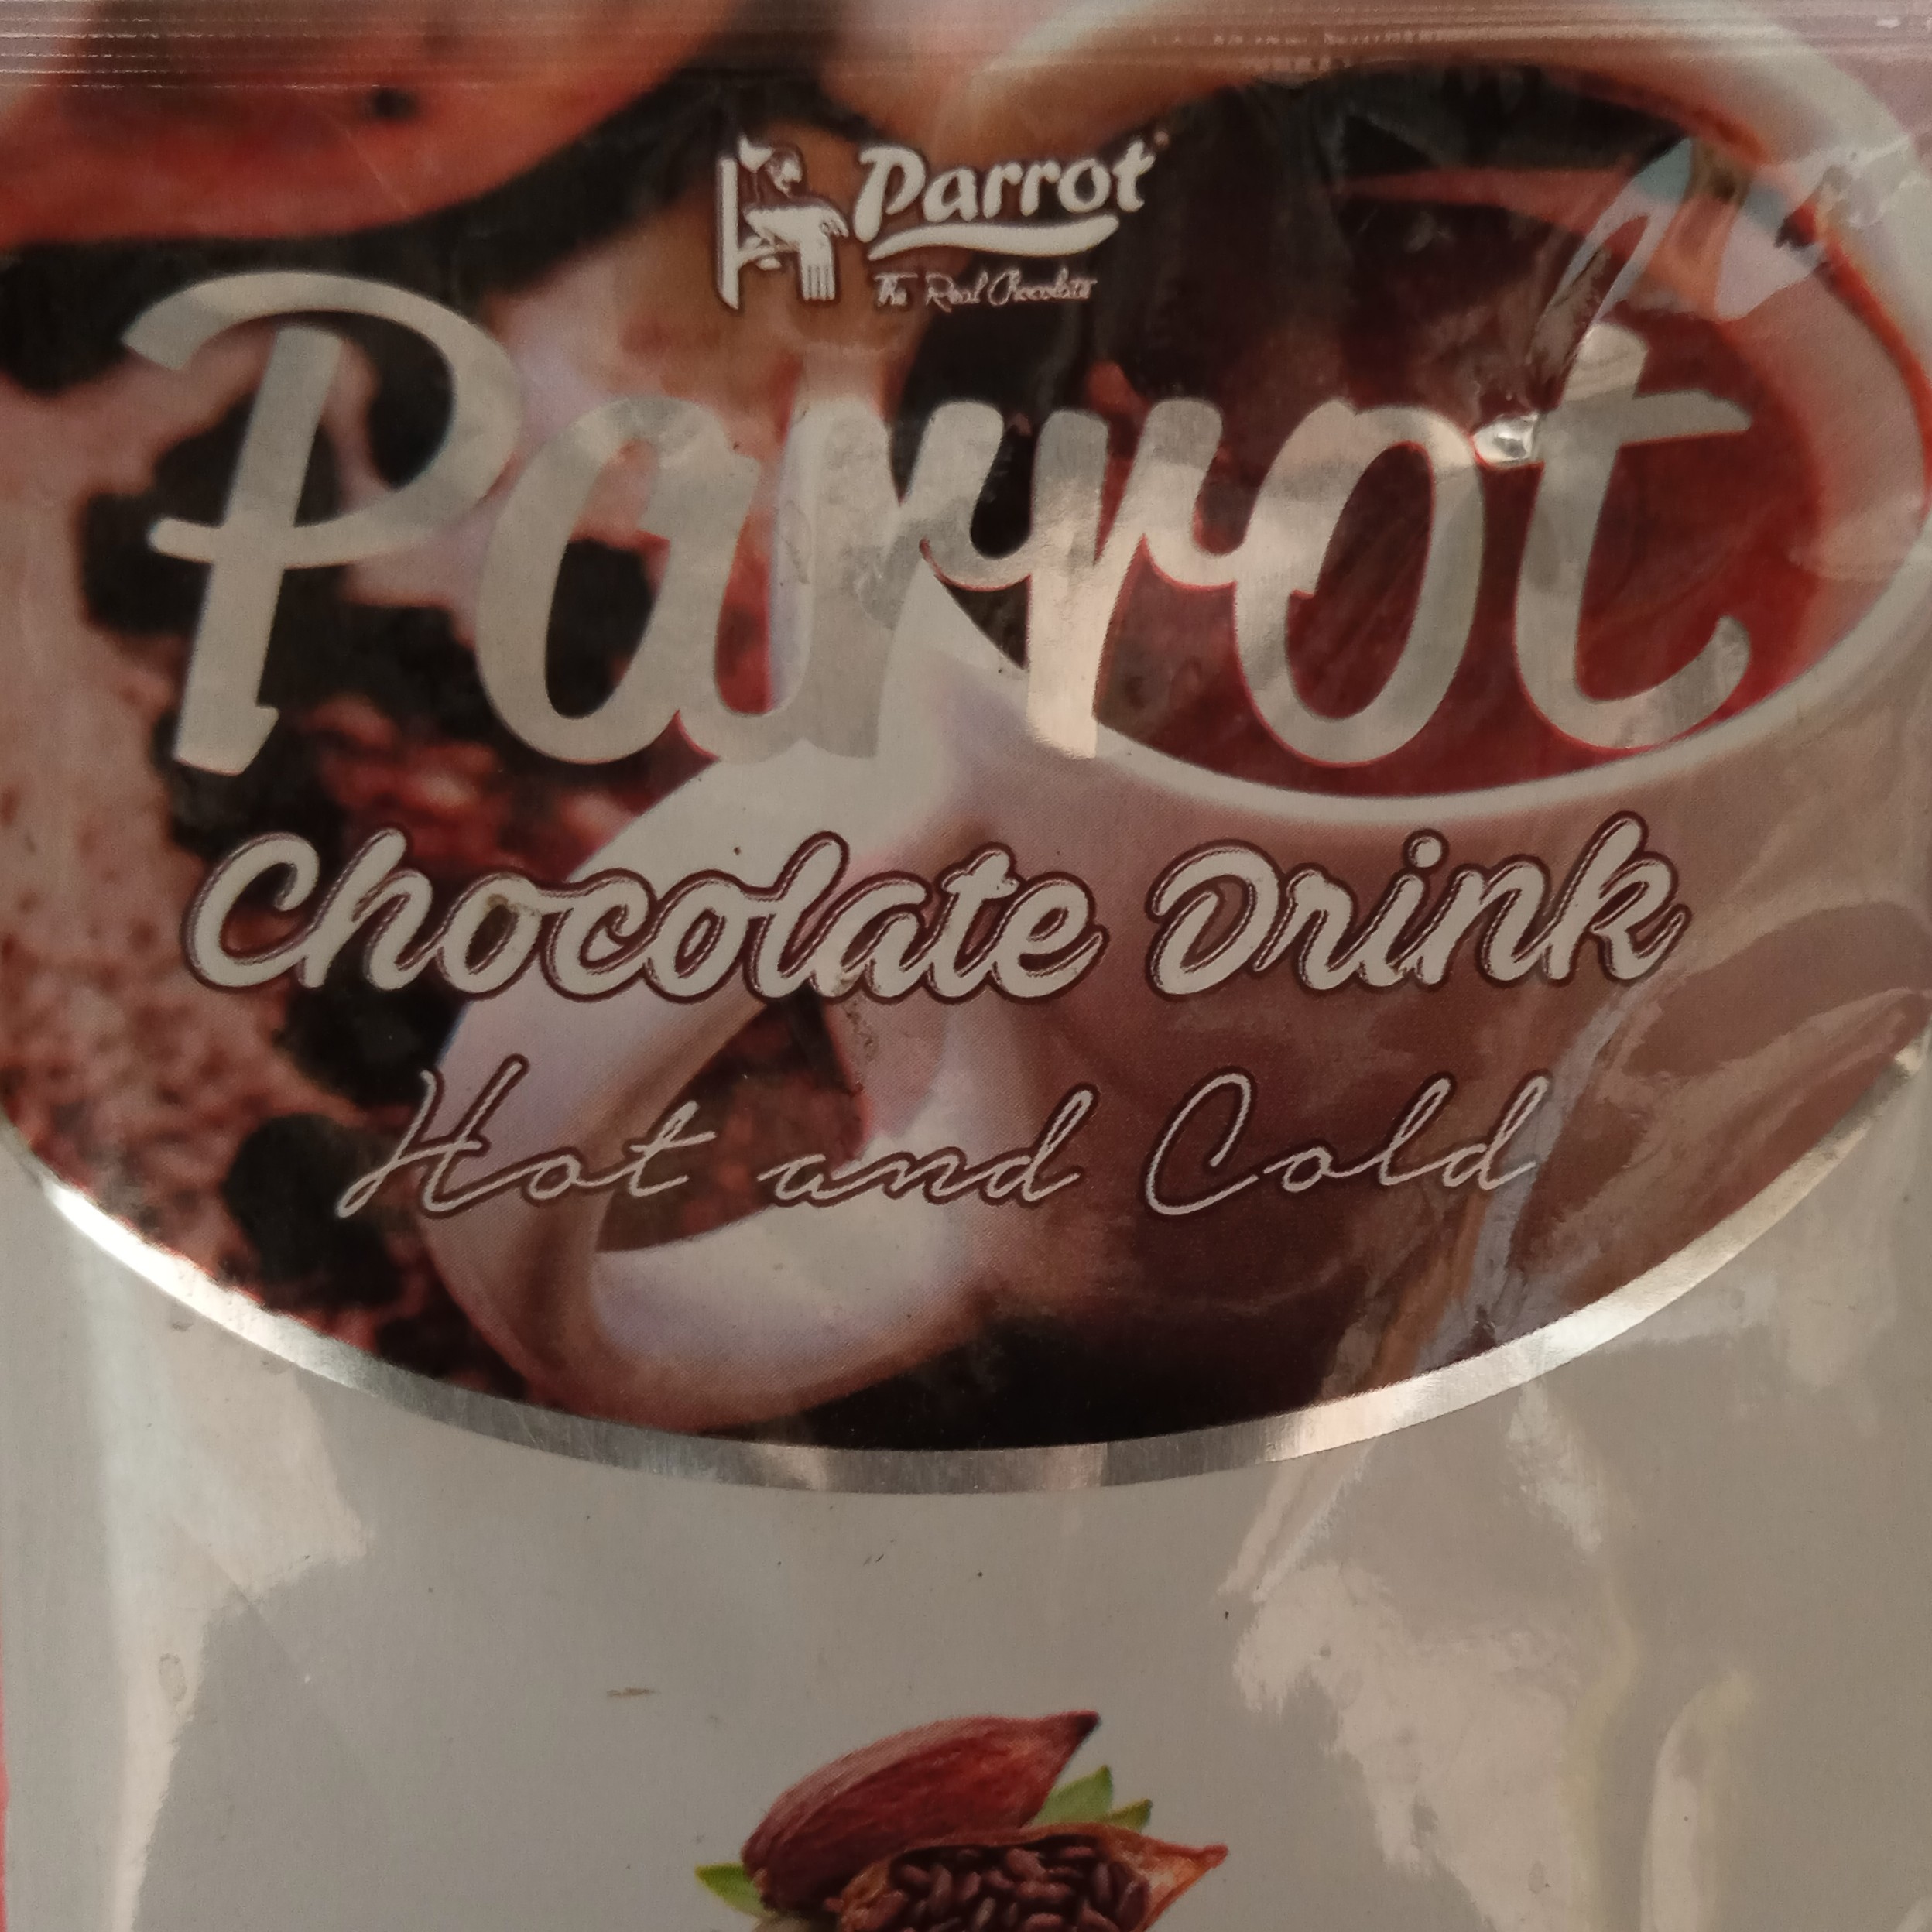 Parrot
The Real Chocolate
Parrot
Chocolate Drink
Hot and Cold